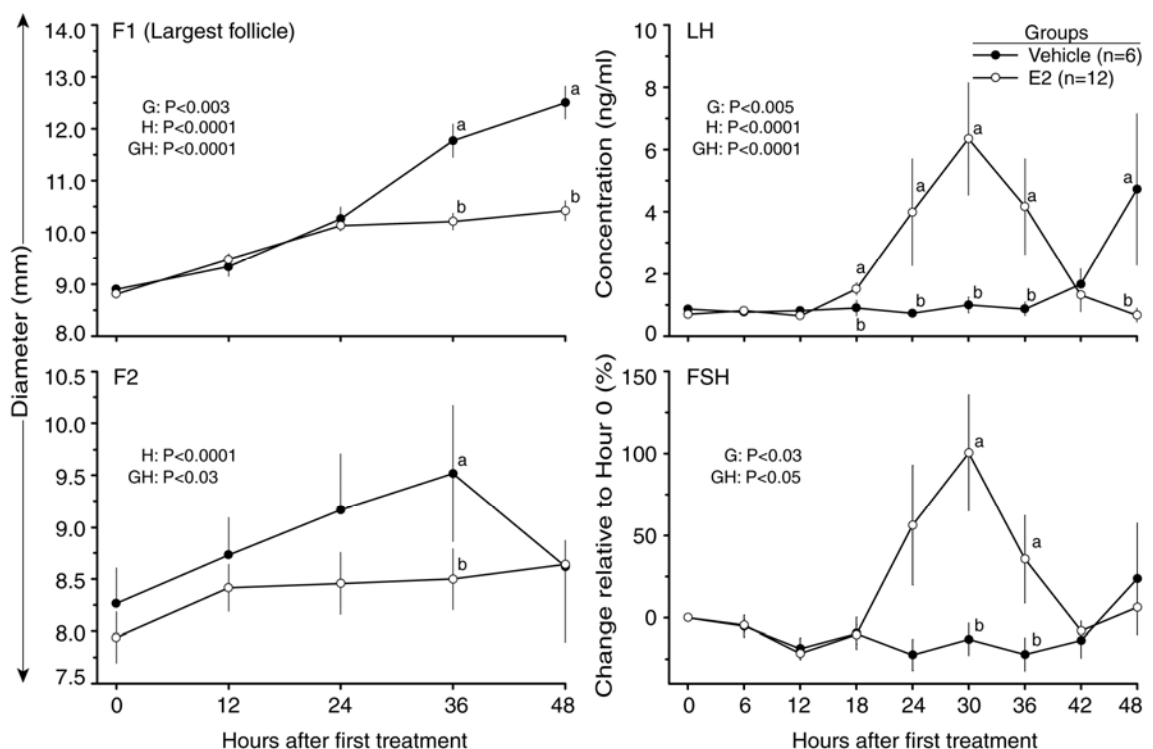 Diameter (mm)
F1 (Largest follicle)
14.0
13.0
12.0
11.0
10.0
9.0
8.0
G: P<0.003
H: P<0.0001
GH: P<0.0001
a
a
b
b
LH
Concentration (ng/ml)
10
8
6
4
2
0
Groups
Vehicle (n=6)
E2 (n=12)
G: P<0.005
H: P<0.0001
GH: P<0.0001
a
a
a
a
a
b
b
b
b
b
F2
10.5
10.0
9.5
9.0
8.5
8.0
7.5
H: P<0.0001
GH: P<0.03
a
b
0 12 24 36 48
Hours after first treatment
FSH
Change relative to Hour 0 (%)
150
100
50
0
G: P<0.03
GH: P<0.05
a
a
b
b
0 6 12 18 24 30 36 42 48
Hours after first treatment